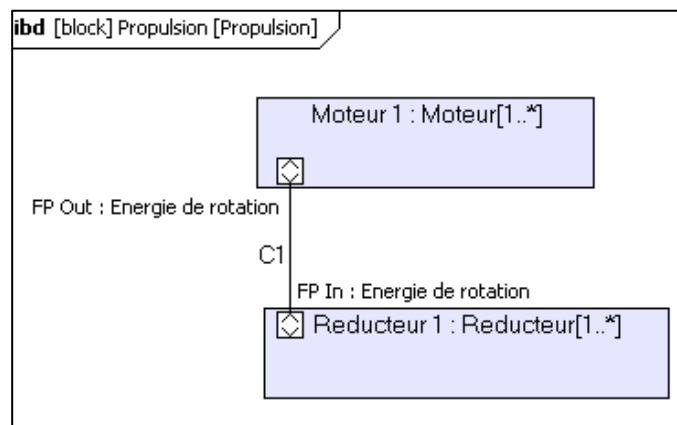 ibd [block] Propulsion [Propulsion]
Moteur 1 : Moteur[1..*]
FP Out : Energie de rotation
C1
FP In : Energie de rotation
Reducteur 1 : Reducteur[1..*]